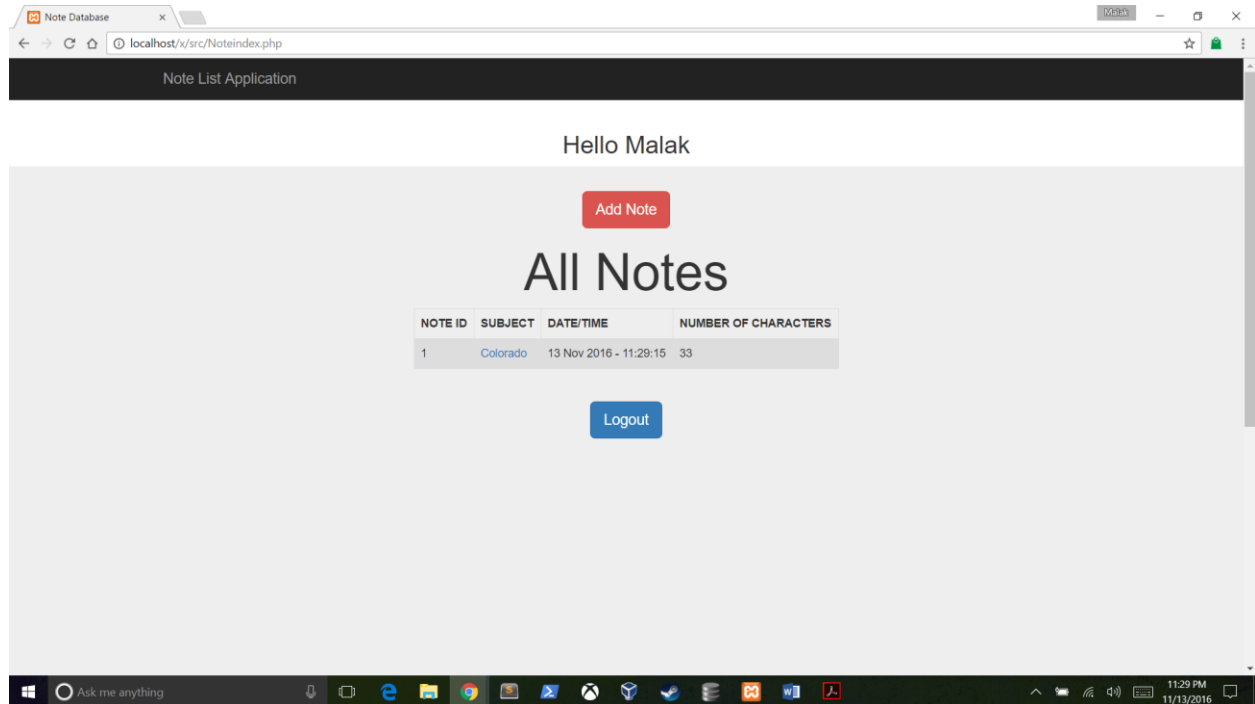 Note Database
Malak
localhost/x/src/Noteindex.php
Note List Application
Hello Malak
Add Note
All Notes
NOTE ID SUBJECT DATE/TIME NUMBER OF CHARACTERS
1 Colorado 13 Nov 2016 - 11:29:15 33
Logout
Ask me anything
11:29 PM
11/13/2016